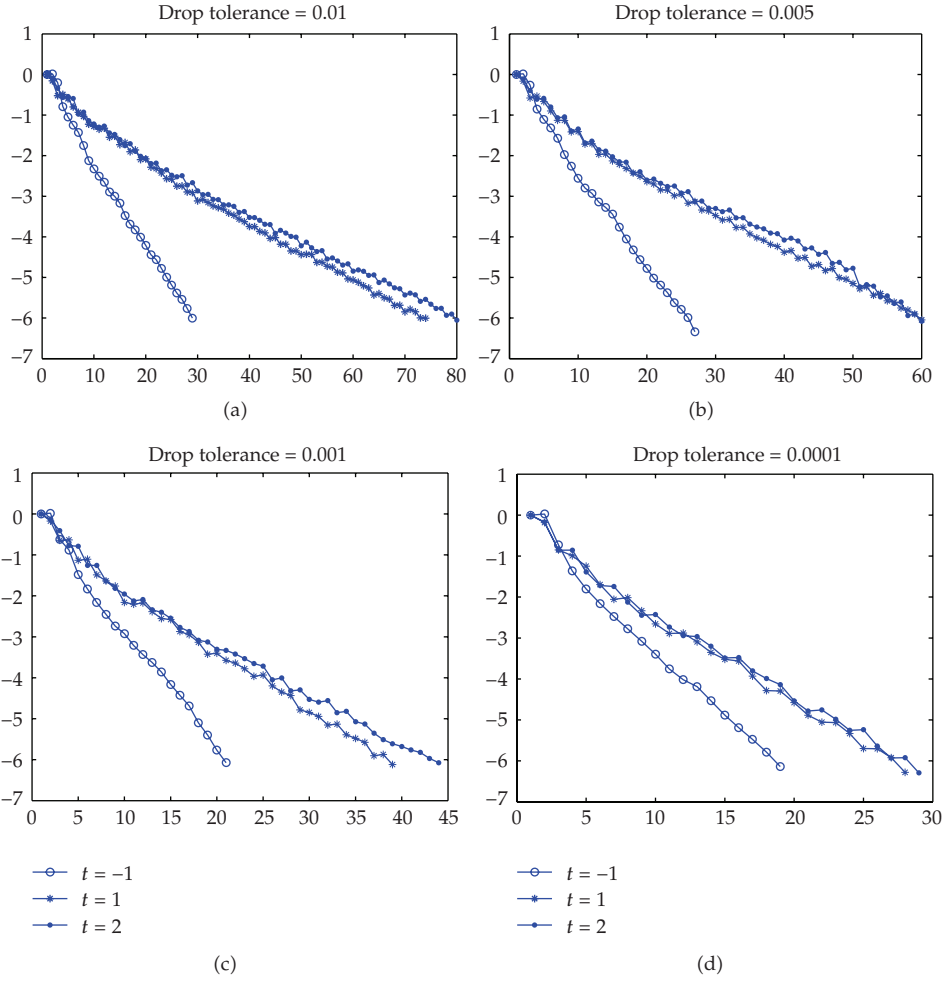 Drop tolerance = 0.01
1
0
−1
−2
−3
−4
−5
−6
−7
0 10 20 30 40 50 60 70 80
(a)
Drop tolerance = 0.005
1
0
−1
−2
−3
−4
−5
−6
−7
0 10 20 30 40 50 60
(b)
Drop tolerance = 0.001
1
0
−1
−2
−3
−4
−5
−6
−7
0 5 10 15 20 25 30 35 40 45
t = −1
t = 1
t = 2
(c)
Drop tolerance = 0.0001
1
0
−1
−2
−3
−4
−5
−6
−7
0 5 10 15 20 25 30
t = −1
t = 1
t = 2
(d)